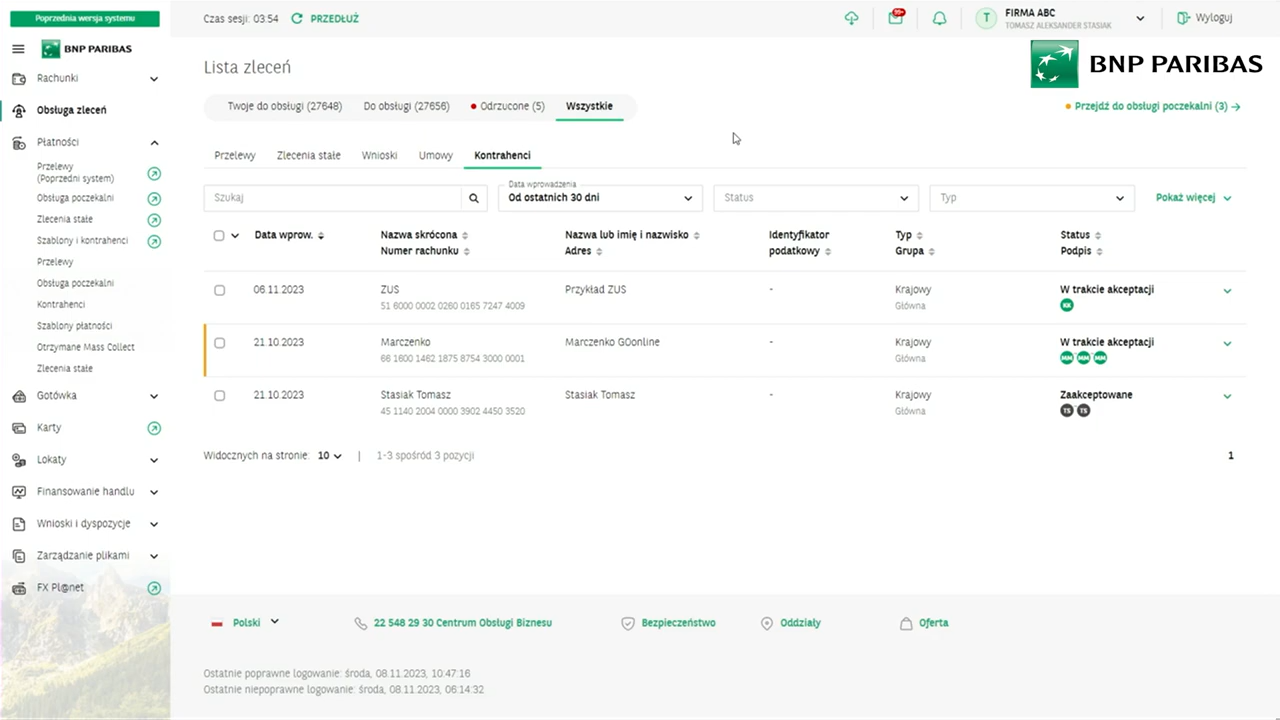 Poprzednia wersja systemu
Czas sesji: 03:54 PRZEDŁUŻ
99+
T FIRMA ABC
TOMASZ ALEKSANDER STASIAK
Wyloguj
BNP PARIBAS
BNP PARIBAS
Rachunki
Obsługa zleceń
Płatności
Przelewy
(Poprzedni system)
Obsługa poczekalni
Zlecenia stałe
Szablony i kontrahenci
Przelewy
Obsługa poczekalni
Kontrahenci
Szablony płatności
Otrzymane Mass Collect
Zlecenia stałe
Gotówka
Karty
Lokaty
Finansowanie handlu
Wnioski i dyspozycje
Zarządzanie plikami
FX Pl@net
Lista zleceń
Twoje do obsługi (27648) Do obsługi (27656) Odrzucone (5) Wszystkie
Przejdź do obsługi poczekalni (3)
Przelewy Zlecenia stałe Wnioski Umowy Kontrahenci
Szukaj
Data wprowadzenia
Od ostatnich 30 dni
Status
Typ
Pokaż więcej
Data wprow. Nazwa skrócona Nazwa lub imię i nazwisko Identyfikator Typ Status
Numer rachunku Adres podatkowy Grupa Podpis
06.11.2023 ZUS Przykład ZUS - Krajowy W trakcie akceptacji
51 6000 0002 0260 0165 7247 4009 Główna KK
21.10.2023 Marczenko Marczenko GOonline - Krajowy W trakcie akceptacji
66 1600 1462 1875 8754 3000 0001 Główna MM MM MM
21.10.2023 Stasiak Tomasz Stasiak Tomasz - Krajowy Zaakceptowane
45 1140 2004 0000 3902 4450 3520 Główna TS TS
Widocznych na stronie: 10 | 1-3 spośród 3 pozycji 1
Polski 22 548 29 30 Centrum Obsługi Biznesu Bezpieczeństwo Oddziały Oferta
Ostatnie poprawne logowanie: środa, 08.11.2023, 10:47:16
Ostatnie niepoprawne logowanie: środa, 08.11.2023, 06:14:32